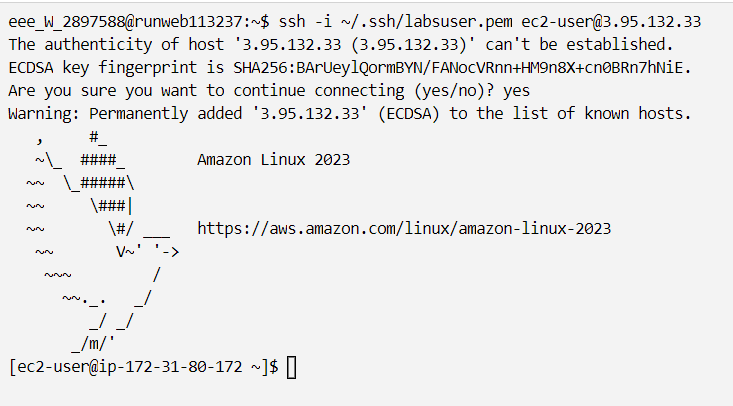 eee_W_2897588@runweb113237:~$ ssh -i ~/.ssh/labsuser.pem ec2-user@3.95.132.33
The authenticity of host '3.95.132.33 (3.95.132.33)' can't be established.
ECDSA key fingerprint is SHA256:BArUeylQormBYN/FANocVRnn+HM9n8X+cn0BRn7hNiE.
Are you sure you want to continue connecting (yes/no)? yes
Warning: Permanently added '3.95.132.33' (ECDSA) to the list of known hosts.
   ,     #_
   ~\_  ####_        Amazon Linux 2023
  ~~  \_#####\
  ~~     \###|
  ~~       \#/ ___   https://aws.amazon.com/linux/amazon-linux-2023
   ~~       V~' '->
    ~~~         /
      ~~._.   _/
         _/ _/
       _/m/'
[ec2-user@ip-172-31-80-172 ~]$